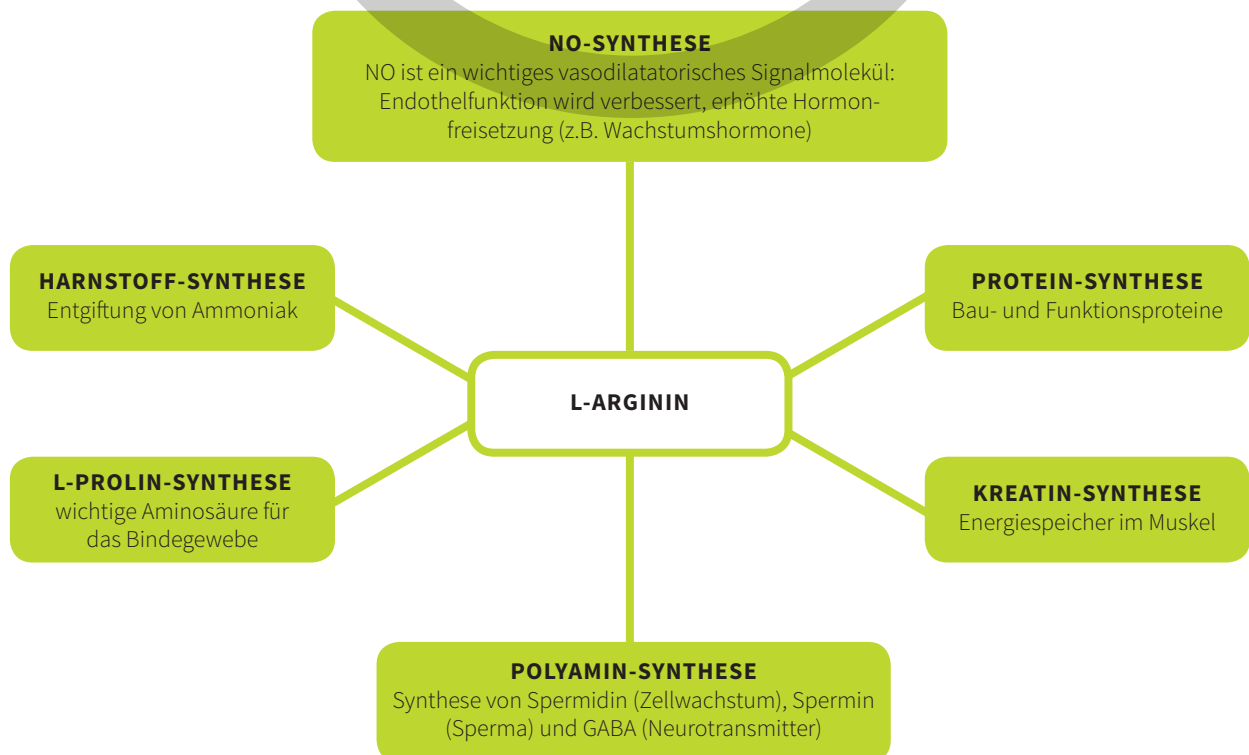 NO-SYNTHESE
NO ist ein wichtiges vasodilatatorisches Signalmolekül:
Endothelfunktion wird verbessert, erhöhte Hormon-
freisetzung (z.B. Wachstumshormone)
HARNSTOFF-SYNTHESE
Entgiftung von Ammoniak
PROTEIN-SYNTHESE
Bau- und Funktionsproteine
L-ARGININ
L-PROLIN-SYNTHESE
wichtige Aminosäure für
das Bindegewebe
KREATIN-SYNTHESE
Energiespeicher im Muskel
POLYAMIN-SYNTHESE
Synthese von Spermidin (Zellwachstum), Spermin
(Sperma) und GABA (Neurotransmitter)